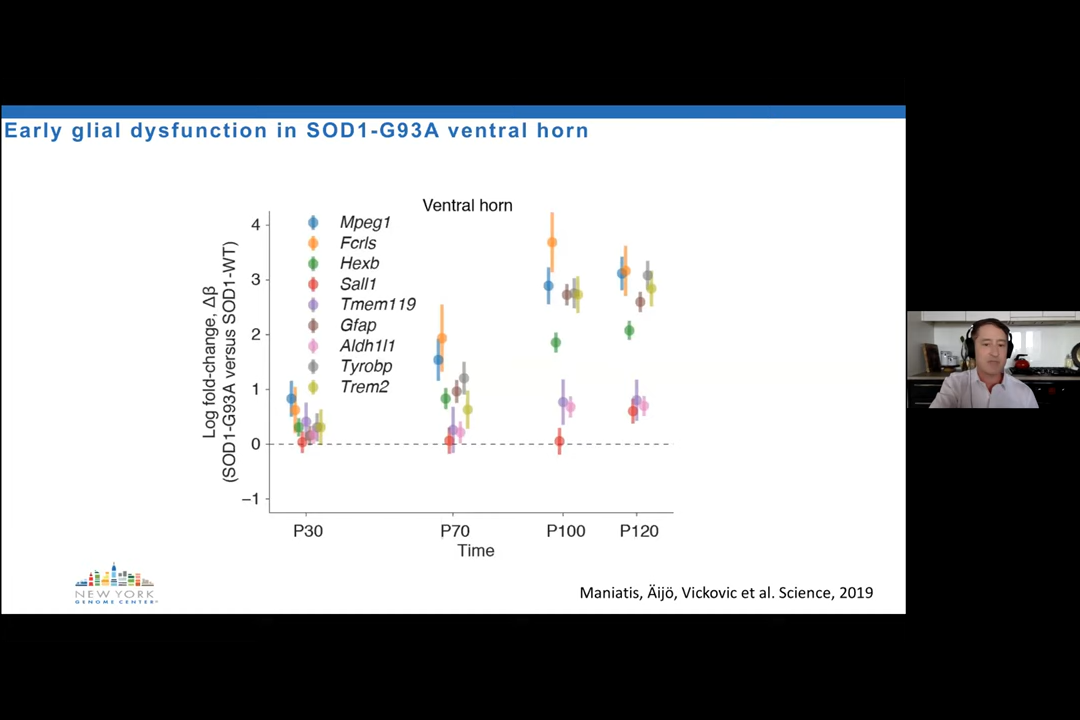 Early glial dysfunction in SOD1-G93A ventral horn
Ventral horn
Log fold-change, Δβ
(SOD1-G93A versus SOD1-WT)
4
3
2
1
0
−1
Mpeg1
Fcrls
Hexb
Sall1
Tmem119
Gfap
Aldh1l1
Tyrobp
Trem2
P30
P70
P100
P120
Time
NEW YORK
GENOME CENTER
Maniatis, Äijö, Vickovic et al. Science, 2019